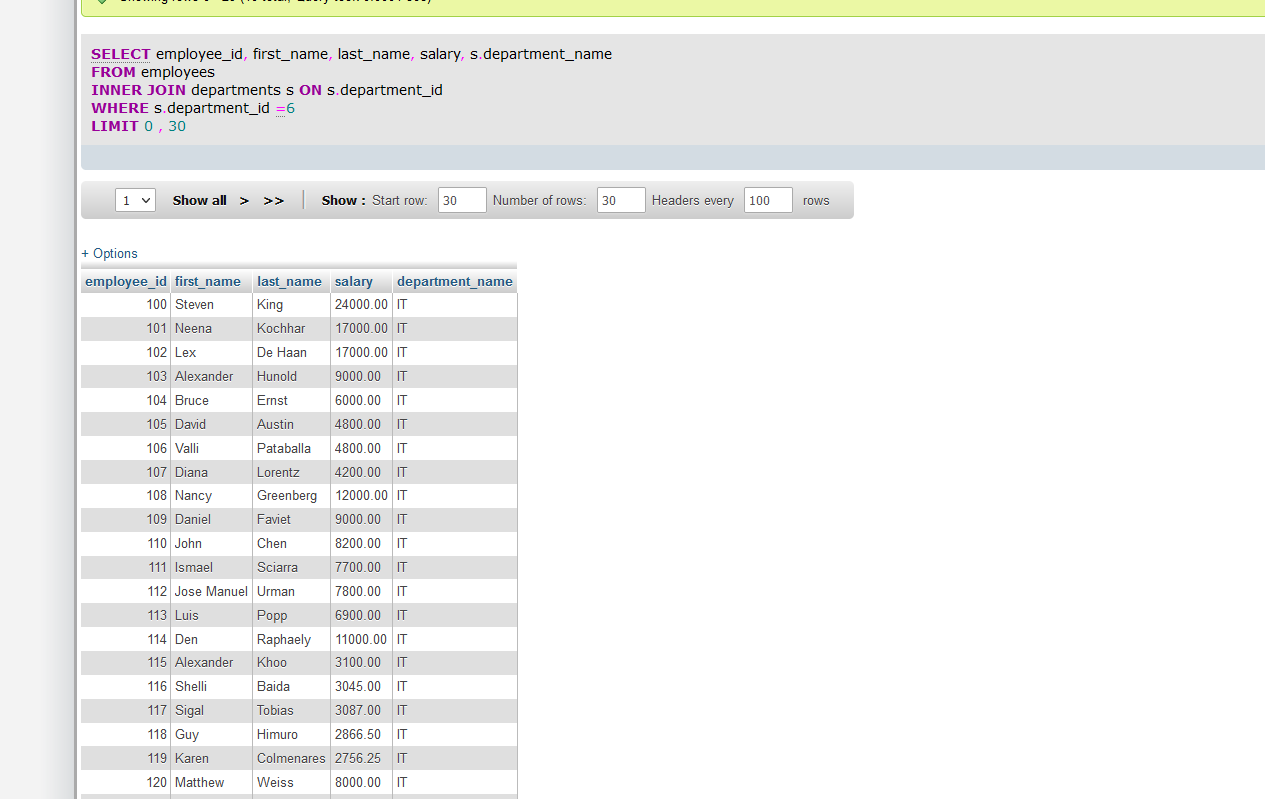 SELECT employee_id, first_name, last_name, salary, s.department_name
FROM employees
INNER JOIN departments s ON s.department_id
WHERE s.department_id =6
LIMIT 0 , 30
1 Show all > >> Show : Start row: 30 Number of rows: 30 Headers every 100 rows
+ Options
employee_id first_name last_name salary department_name
100 Steven King 24000.00 IT
101 Neena Kochhar 17000.00 IT
102 Lex De Haan 17000.00 IT
103 Alexander Hunold 9000.00 IT
104 Bruce Ernst 6000.00 IT
105 David Austin 4800.00 IT
106 Valli Pataballa 4800.00 IT
107 Diana Lorentz 4200.00 IT
108 Nancy Greenberg 12000.00 IT
109 Daniel Faviet 9000.00 IT
110 John Chen 8200.00 IT
111 Ismael Sciarra 7700.00 IT
112 Jose Manuel Urman 7800.00 IT
113 Luis Popp 6900.00 IT
114 Den Raphaely 11000.00 IT
115 Alexander Khoo 3100.00 IT
116 Shelli Baida 3045.00 IT
117 Sigal Tobias 3087.00 IT
118 Guy Himuro 2866.50 IT
119 Karen Colmenares 2756.25 IT
120 Matthew Weiss 8000.00 IT